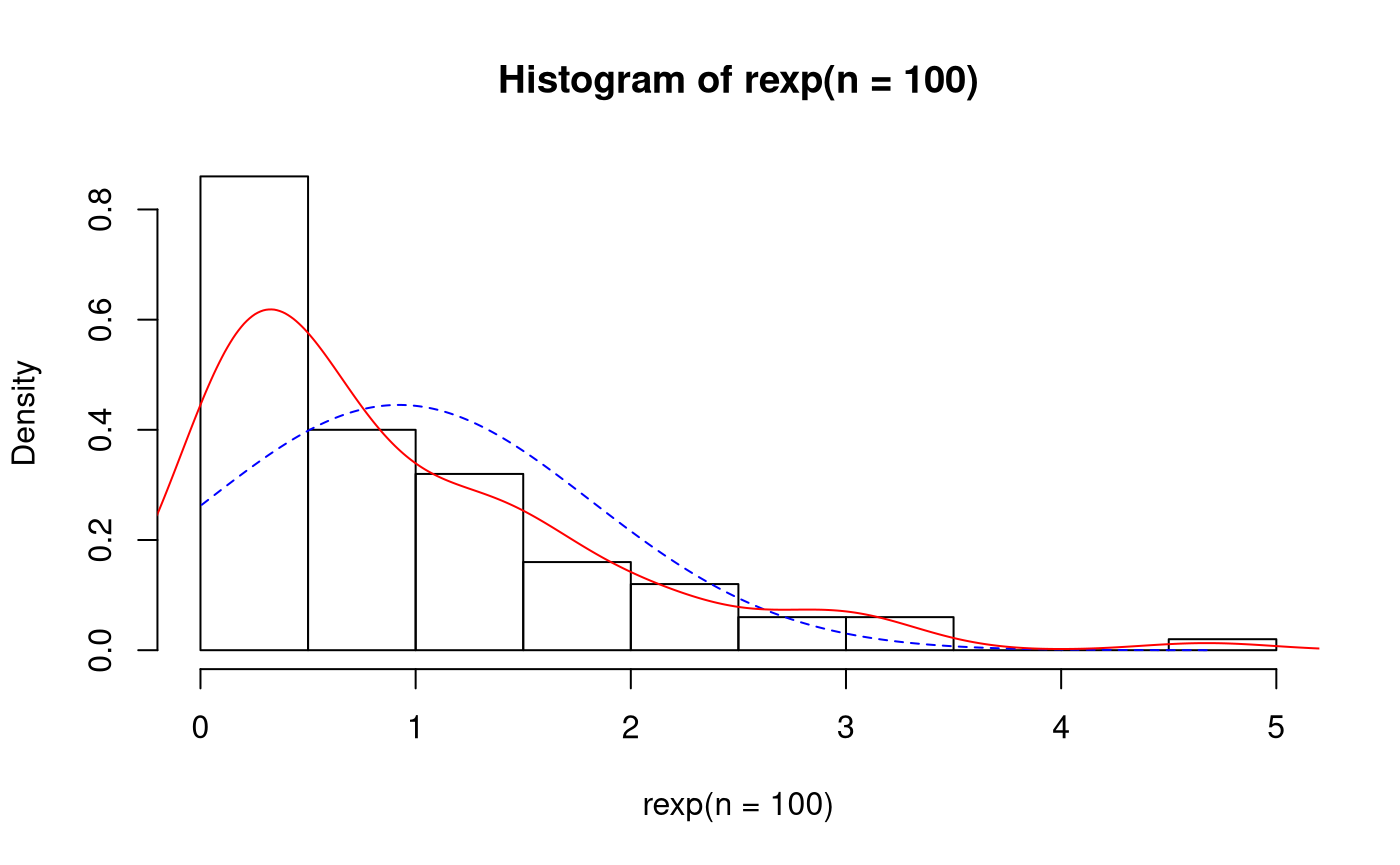 Histogram of rexp(n = 100)
Density
0.8
0.6
0.4
0.2
0.0
0 1 2 3 4 5
rexp(n = 100)